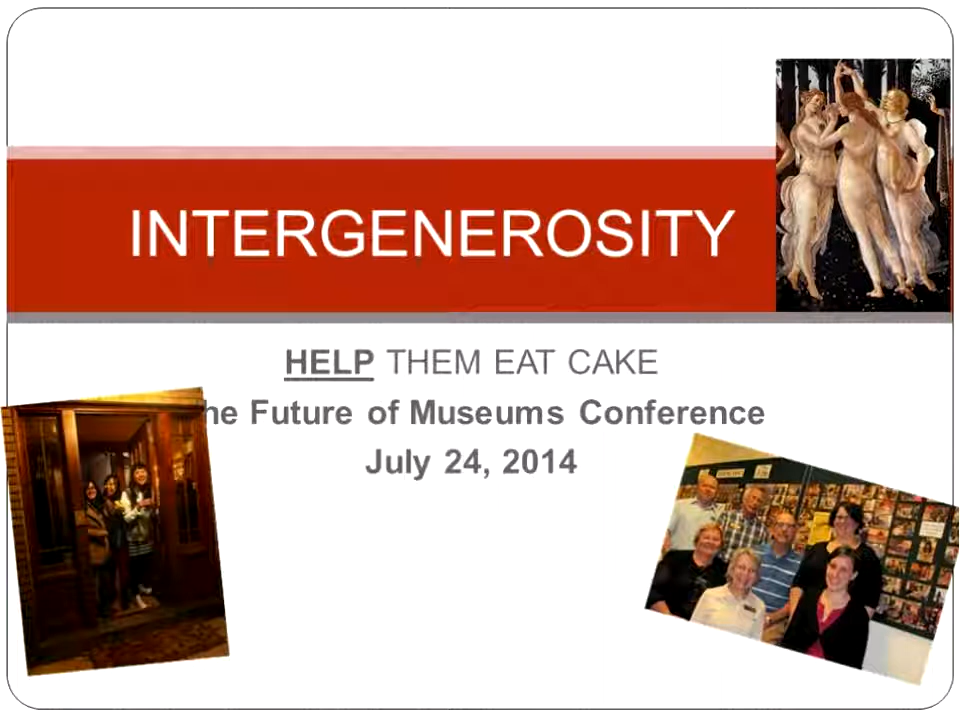 INTERGENEROSITY
HELP THEM EAT CAKE
he Future of Museums Conference
July 24, 2014